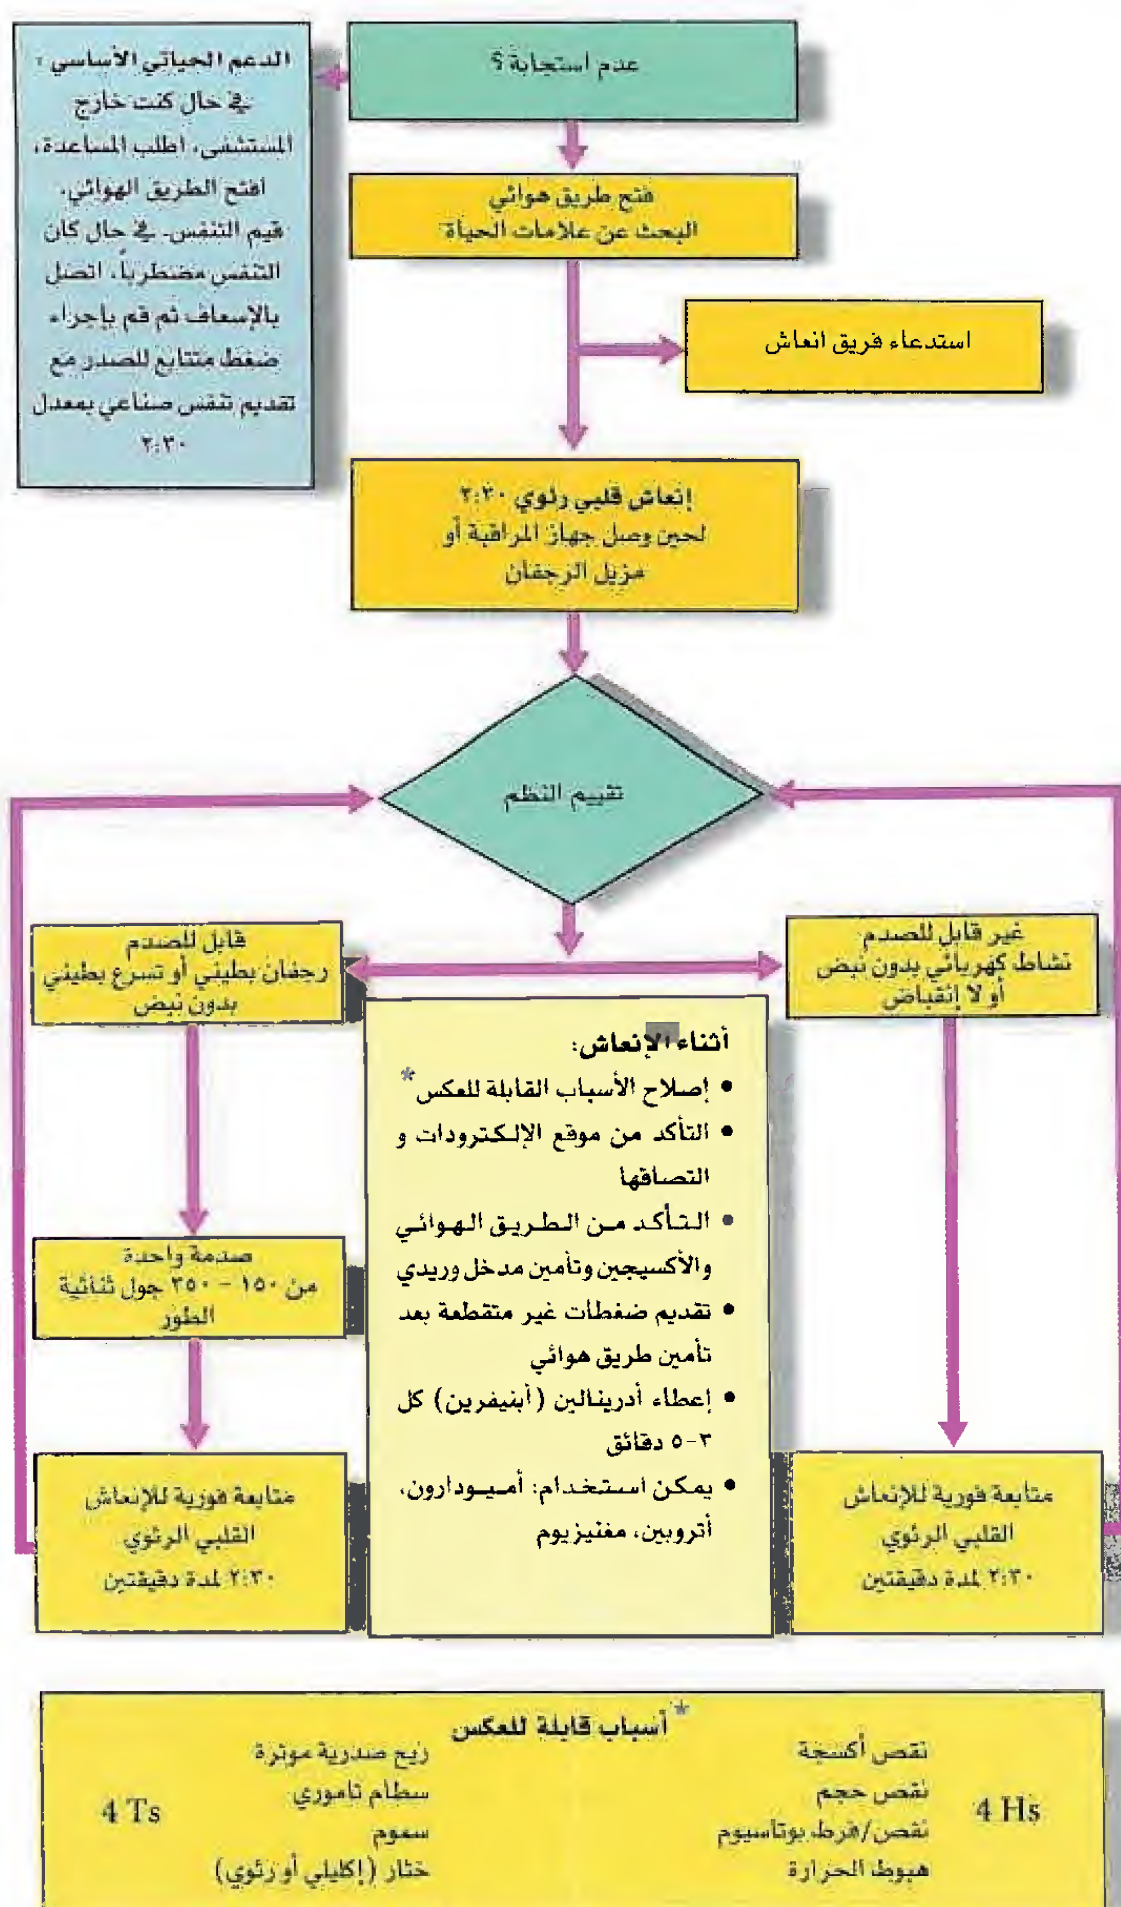 عدم استجابة؟
الدعم الحياتي الأساسي:
في حال كنت خارج
المستشفى، اطلب المساعدة،
افتح الطريق الهوائي،
قيم التنفس. في حال كان
التنفس مضطرباً، اتصل
بالإسعاف ثم قم بإجراء
ضغط متتابع للصدر مع
تقديم تنفس صناعي بمعدل
٢:٣٠
فتح طريق هوائي
البحث عن علامات الحياة
استدعاء فريق انعاش
إنعاش قلبي رئوي ٢:٣٠
لحين وصل جهاز المراقبة أو
مزيل الرجفان
تقييم النظم
غير قابل للصدم
نشاط كهربائي بدون نبض
أو لا إنقباض
قابل للصدم
رجفان بطيني أو تسرع بطيني
بدون نبض
صدمة واحدة
من ١٥٠ - ٣٥٠ جول ثنائية
الطور
أثناء الإنعاش:
• إصلاح الأسباب القابلة للعكس*
• التأكد من موقع الإلكترودات و
التصاقها
• التأكد من الطريق الهوائي
والأكسيجين وتأمين مدخل وريدي
• تقديم ضغطات غير متقطعة بعد
تأمين طريق هوائي
• إعطاء أدرينالين (أبنيفرين) كل
٣-٥ دقائق
• يمكن استخدام: أميودارون،
أتروبين، مغنيزيوم
متابعة فورية للإنعاش
القلبي الرئوي
٢:٣٠ لمدة دقيقتين
متابعة فورية للإنعاش
القلبي الرئوي
٢:٣٠ لمدة دقيقتين
*أسباب قابلة للعكس
4 Hs
نقص أكسجة
نقص حجم
نقص/فرط بوتاسيوم
هبوط الحرارة
4 Ts
ريح صدرية موترة
سطام تاموري
سموم
خثار (إكليلي أو رئوي)